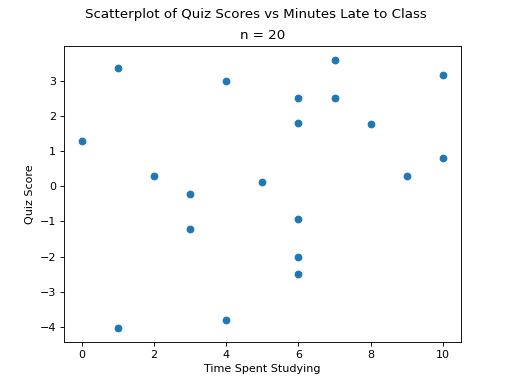 Scatterplot of Quiz Scores vs Minutes Late to Class
n = 20
3
2
1
0
−1
−2
−3
−4
Quiz Score
0 2 4 6 8 10
Time Spent Studying